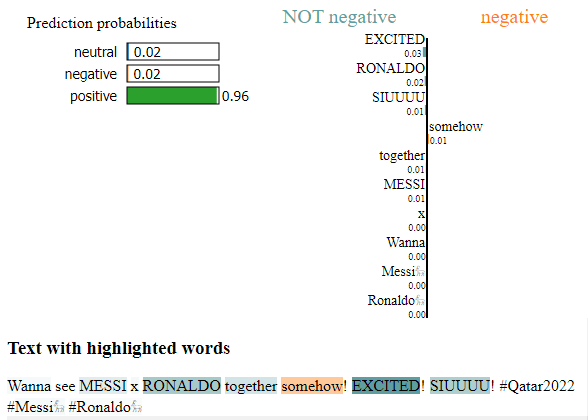 Prediction probabilities
neutral 0.02
negative 0.02
positive 0.96
NOT negative negative
EXCITED
0.03
RONALDO
0.02
SIUUUU
0.01
somehow
0.01
together
0.01
MESSI
0.01
x
0.00
Wanna
0.00
Messi🐐
0.00
Ronaldo🐐
0.00
Text with highlighted words
Wanna see MESSI x RONALDO together somehow! EXCITED! SIUUUU! #Qatar2022
#Messi🐐 #Ronaldo🐐